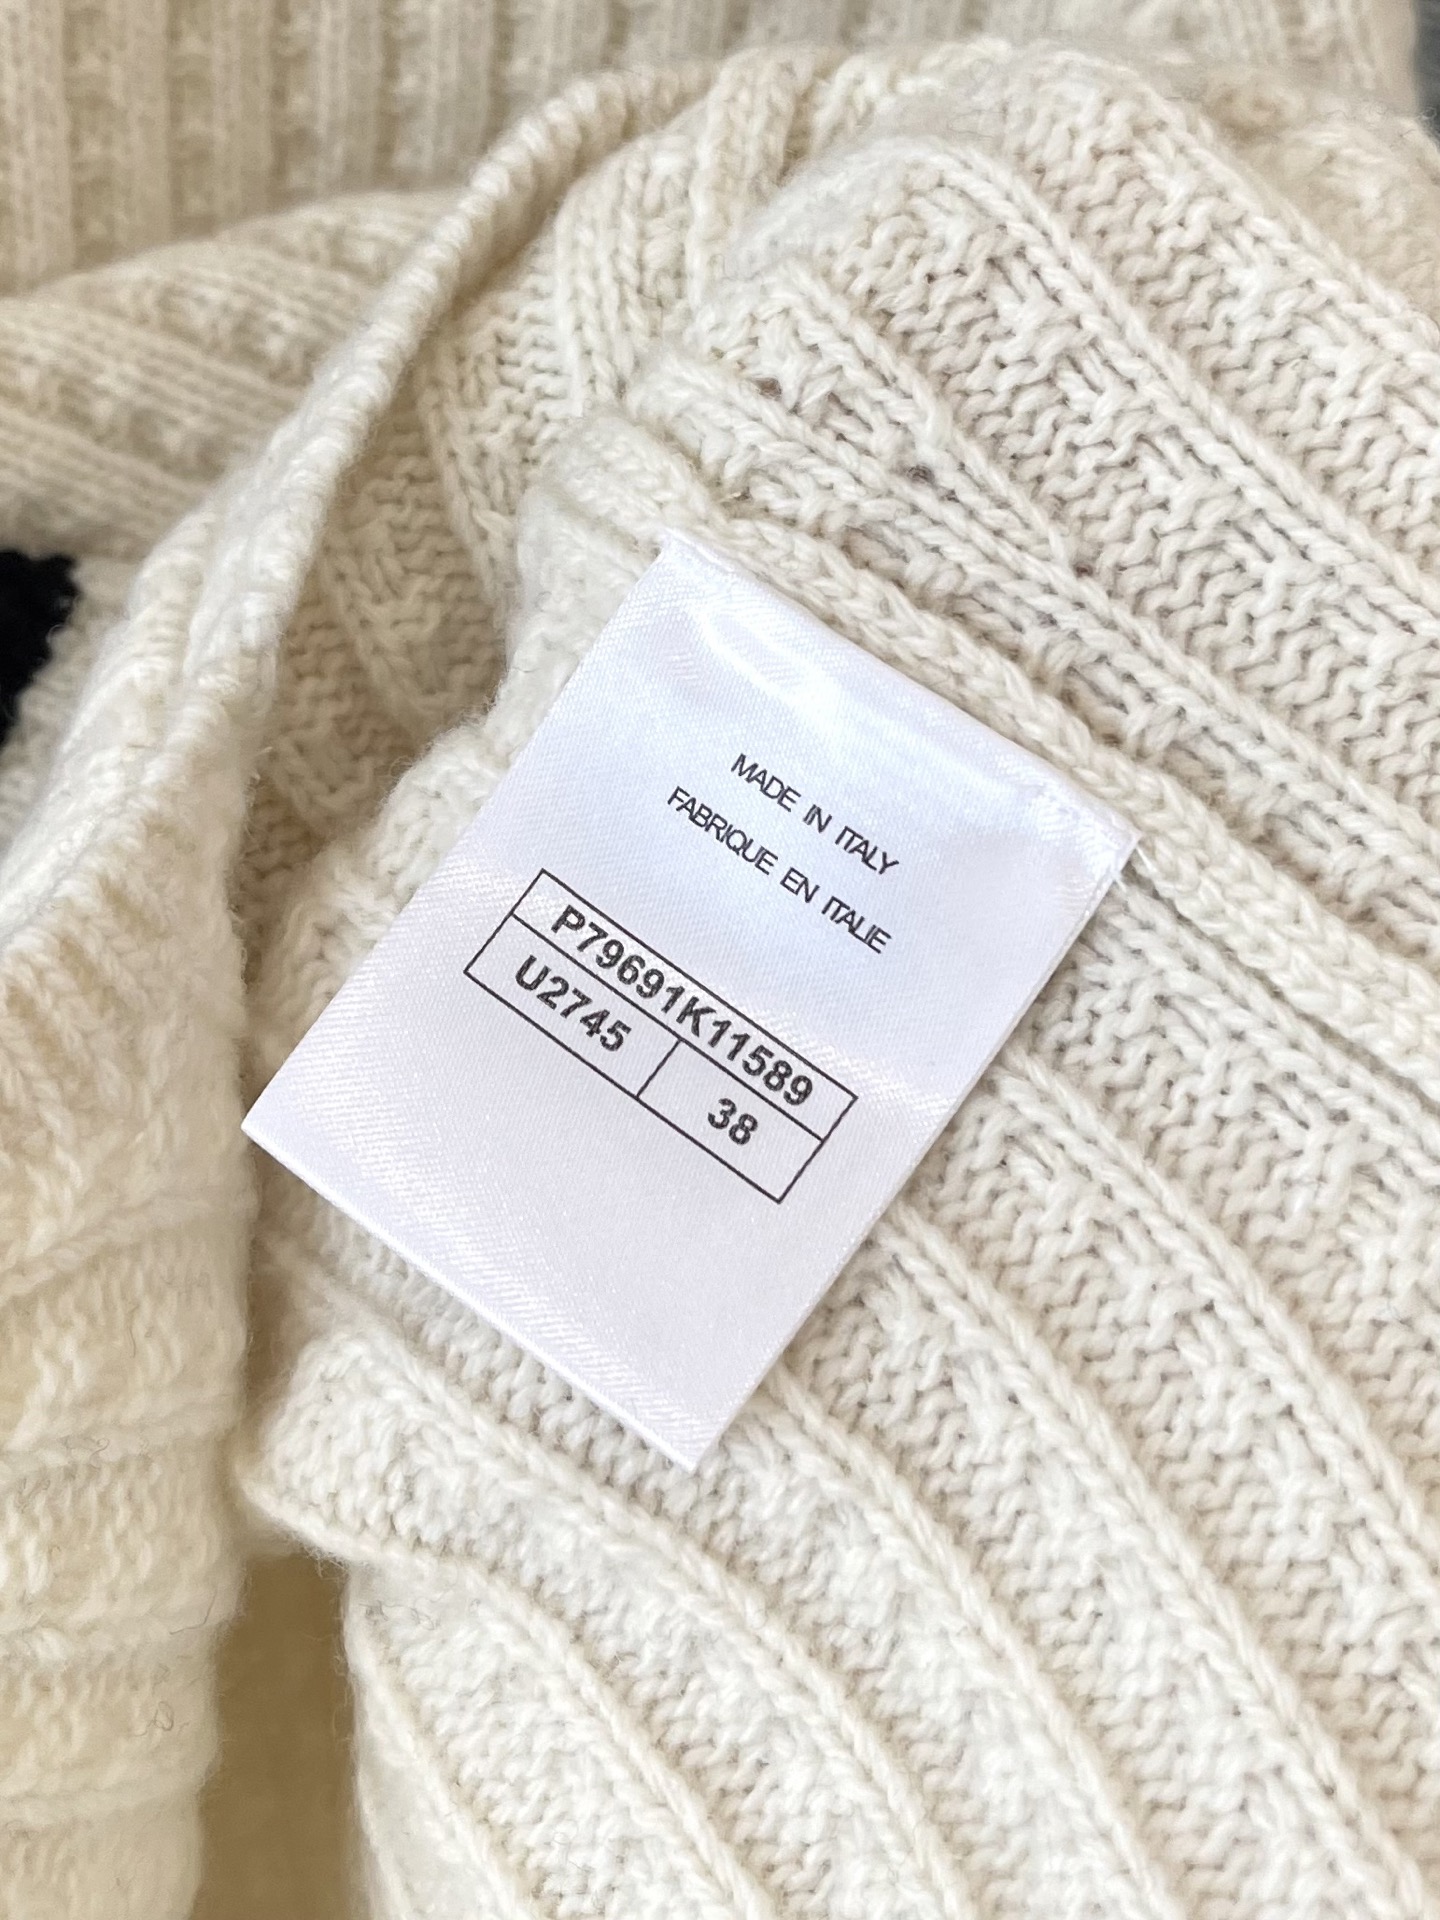 MADE IN ITALY
FABRIQUE EN ITALIE
P79691K11589
U2745 38